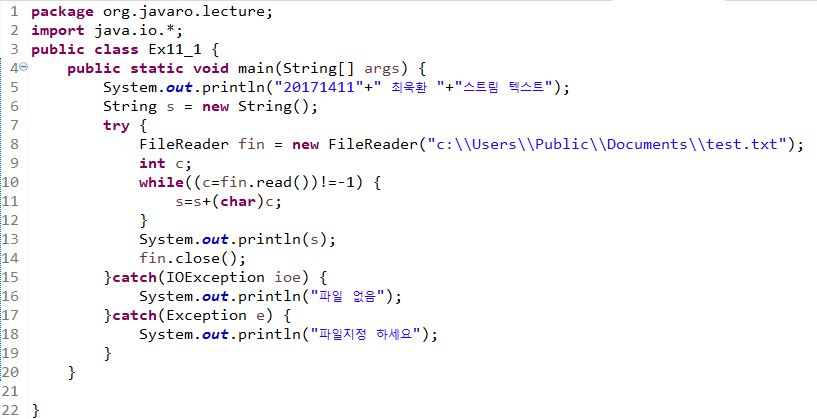 1 package org.javaro.lecture;
2 import java.io.*;
3 public class Ex11_1 {
4 public static void main(String[] args) {
5 System.out.println("20171411"+" 최욱환 "+"스트림 텍스트");
6 String s = new String();
7 try {
8 FileReader fin = new FileReader("c:\\Users\\Public\\Documents\\test.txt");
9 int c;
10 while((c=fin.read())!=-1) {
11 s=s+(char)c;
12 }
13 System.out.println(s);
14 fin.close();
15 }catch(IOException ioe) {
16 System.out.println("파일 없음");
17 }catch(Exception e) {
18 System.out.println("파일지정 하세요");
19 }
20 }
21
22 }